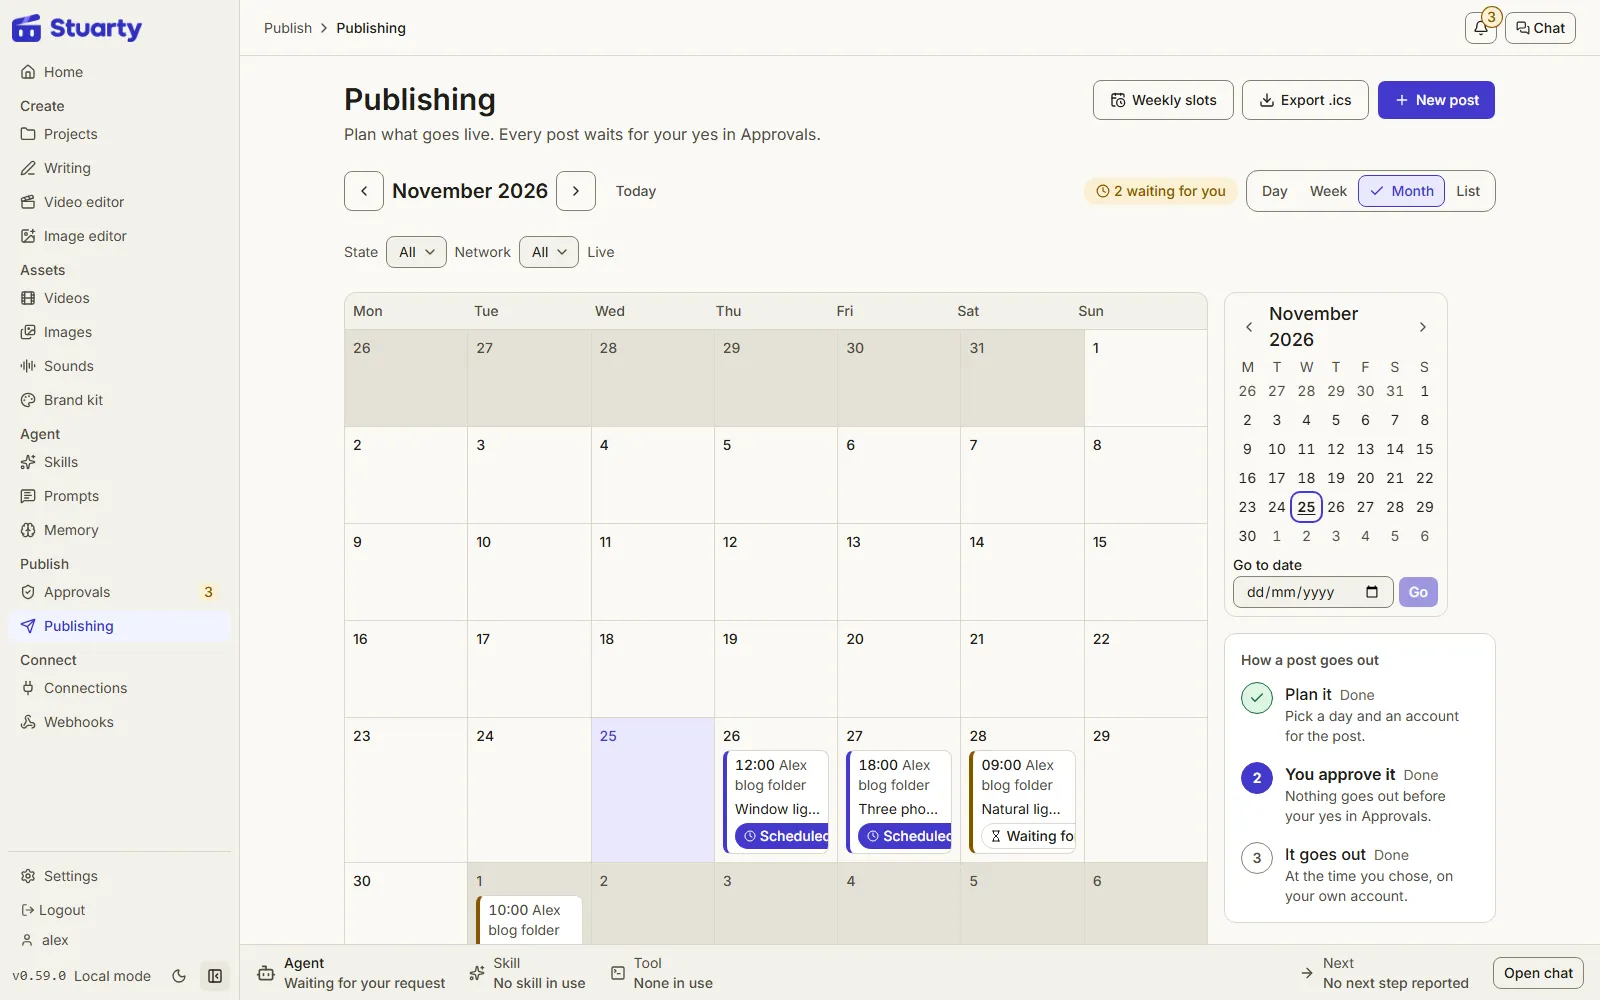 Stuarty
Home
Create
Projects
Writing
Video editor
Image editor
Assets
Videos
Images
Sounds
Brand kit
Agent
Skills
Prompts
Memory
Publish
Approvals 3
Publishing
Connect
Connections
Webhooks
Settings
Logout
alex
v0.59.0 Local mode
Publish > Publishing
3
Chat
Publishing
Plan what goes live. Every post waits for your yes in Approvals.
Weekly slots
Export .ics
+ New post
November 2026
Today
2 waiting for you
Day Week Month List
State All Network All Live
Mon Tue Wed Thu Fri Sat Sun
26 27 28 29 30 31 1
2 3 4 5 6 7 8
9 10 11 12 13 14 15
16 17 18 19 20 21 22
23 24 25 26 27 28 29
12:00 Alex
blog folder
Window lig...
Scheduled
18:00 Alex
blog folder
Three pho...
Scheduled
09:00 Alex
blog folder
Natural lig...
Waiting fo
30 1 2 3 4 5 6
10:00 Alex
blog folder
November
2026
M T W T F S S
26 27 28 29 30 31 1
2 3 4 5 6 7 8
9 10 11 12 13 14 15
16 17 18 19 20 21 22
23 24 25 26 27 28 29
30 1 2 3 4 5 6
Go to date
dd/mm/yyyy
Go
How a post goes out
Plan it Done
Pick a day and an account
for the post.
2
You approve it Done
Nothing goes out before
your yes in Approvals.
3
It goes out Done
At the time you chose, on
your own account.
Agent
Waiting for your request
Skill
No skill in use
Tool
None in use
Next
No next step reported
Open chat